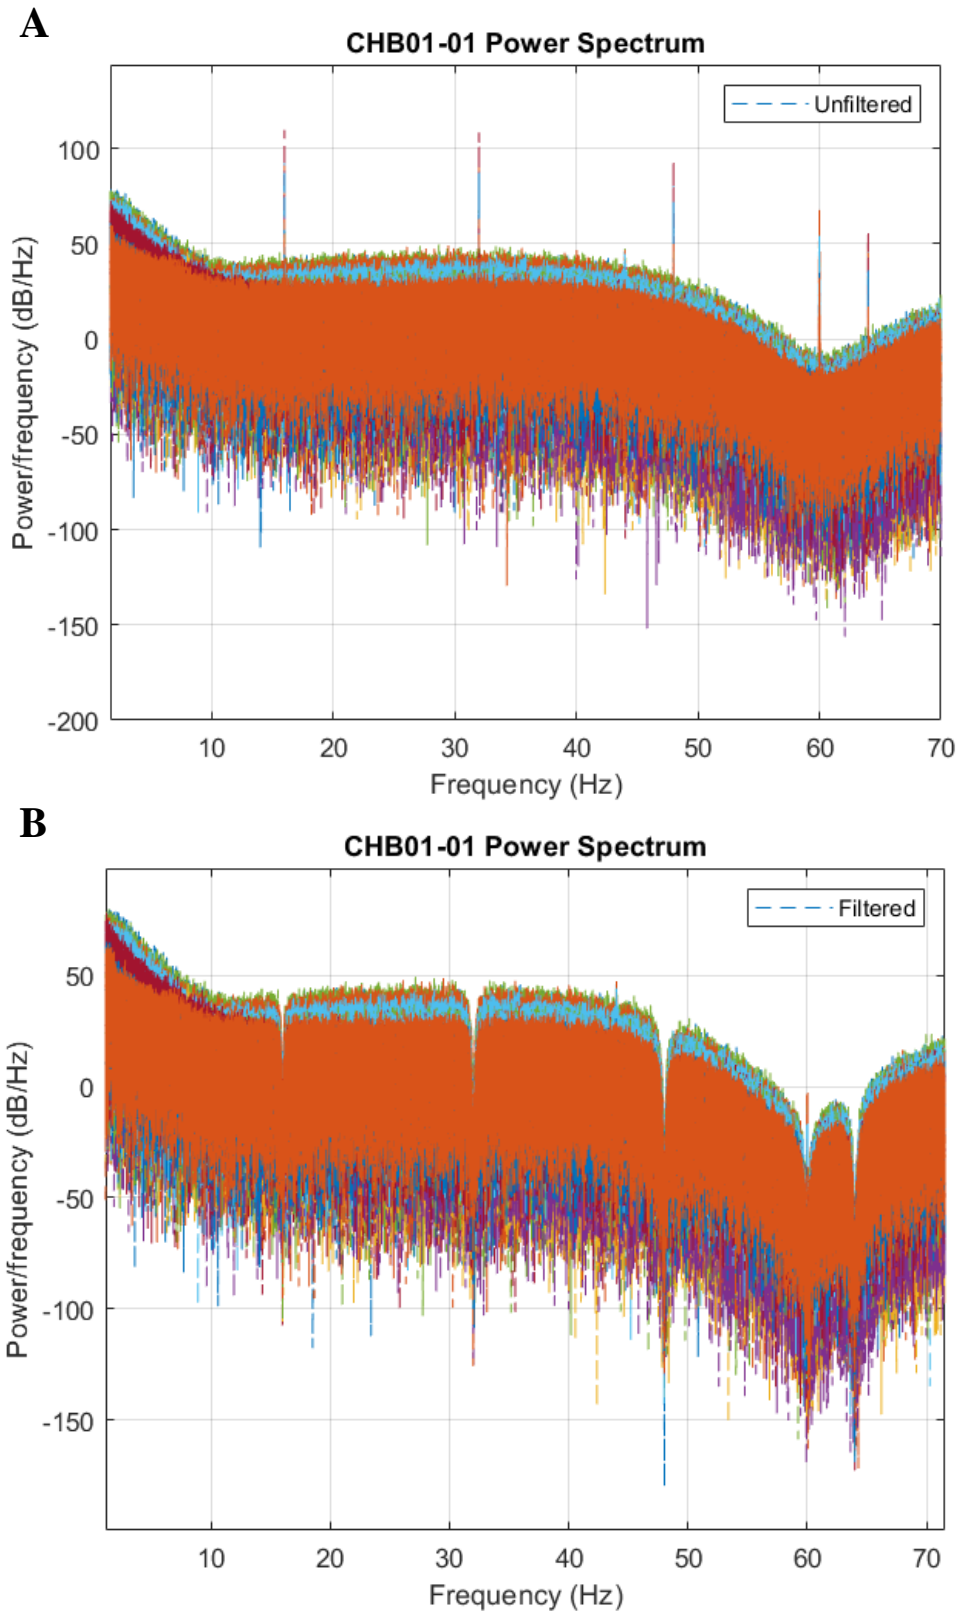 A
CHB01-01 Power Spectrum
Unfiltered
Power/frequency (dB/Hz)
100
50
0
-50
-100
-150
-200
10 20 30 40 50 60 70
Frequency (Hz)
B
CHB01-01 Power Spectrum
Filtered
Power/frequency (dB/Hz)
50
0
-50
-100
-150
10 20 30 40 50 60 70
Frequency (Hz)